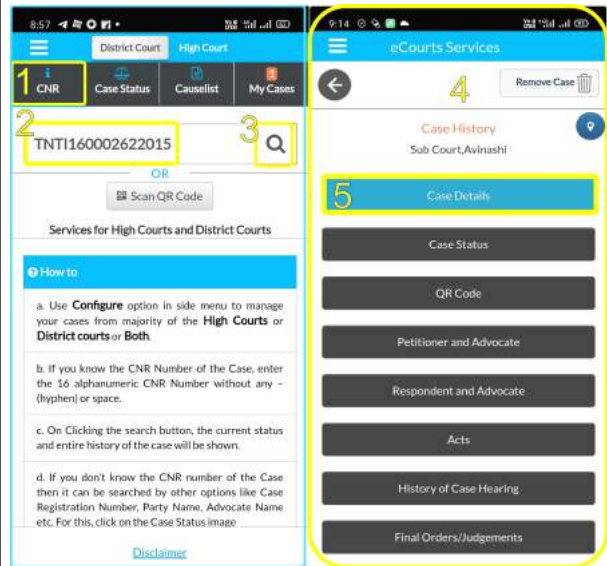 8:57
District Court High Court
1 CNR Case Status Causelist My Cases
2 TNTI160002622015 3
OR
Scan QR Code
Services for High Courts and District Courts
How to
a. Use Configure option in side menu to manage
your cases from majority of the High Courts or
District courts or Both.
b. If you know the CNR Number of the Case, enter
the 16 alphanumeric CNR Number without any –
(hyphen) or space.
c. On Clicking the search button, the current status
and entire history of the case will be shown.
d. If you don't know the CNR number of the Case
then it can be searched by other options like Case
Registration Number, Party Name, Advocate Name
etc. For this, click on the Case Status image
Disclaimer
9:14
eCourts Services
4 Remove Case
Case History
Sub Court,Avinashi
5 Case Details
Case Status
QR Code
Petitioner and Advocate
Respondent and Advocate
Acts
History of Case Hearing
Final Orders/Judgements